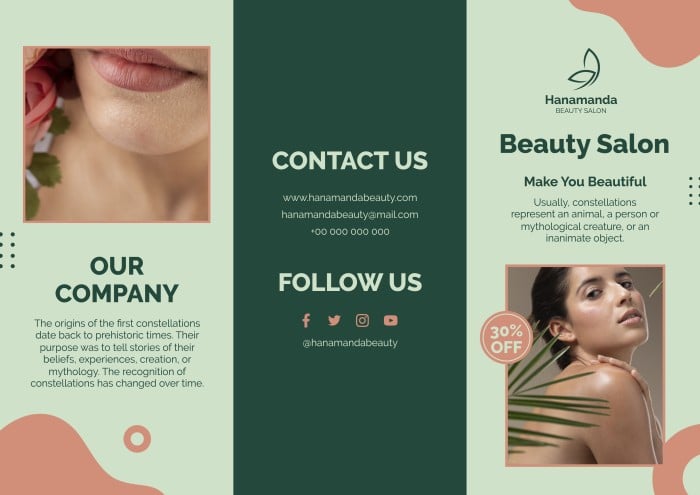 OUR
COMPANY
The origins of the first constellations
date back to prehistoric times. Their
purpose was to tell stories of their
beliefs, experiences, creation, or
mythology. The recognition of
constellations has changed over time.
CONTACT US
www.hanamandabeauty.com
hanamandabeauty@mail.com
+00 000 000 000
FOLLOW US
@hanamandabeauty
Hanamanda
BEAUTY SALON
Beauty Salon
Make You Beautiful
Usually, constellations
represent an animal, a person or
mythological creature, or an
inanimate object.
30%
OFF